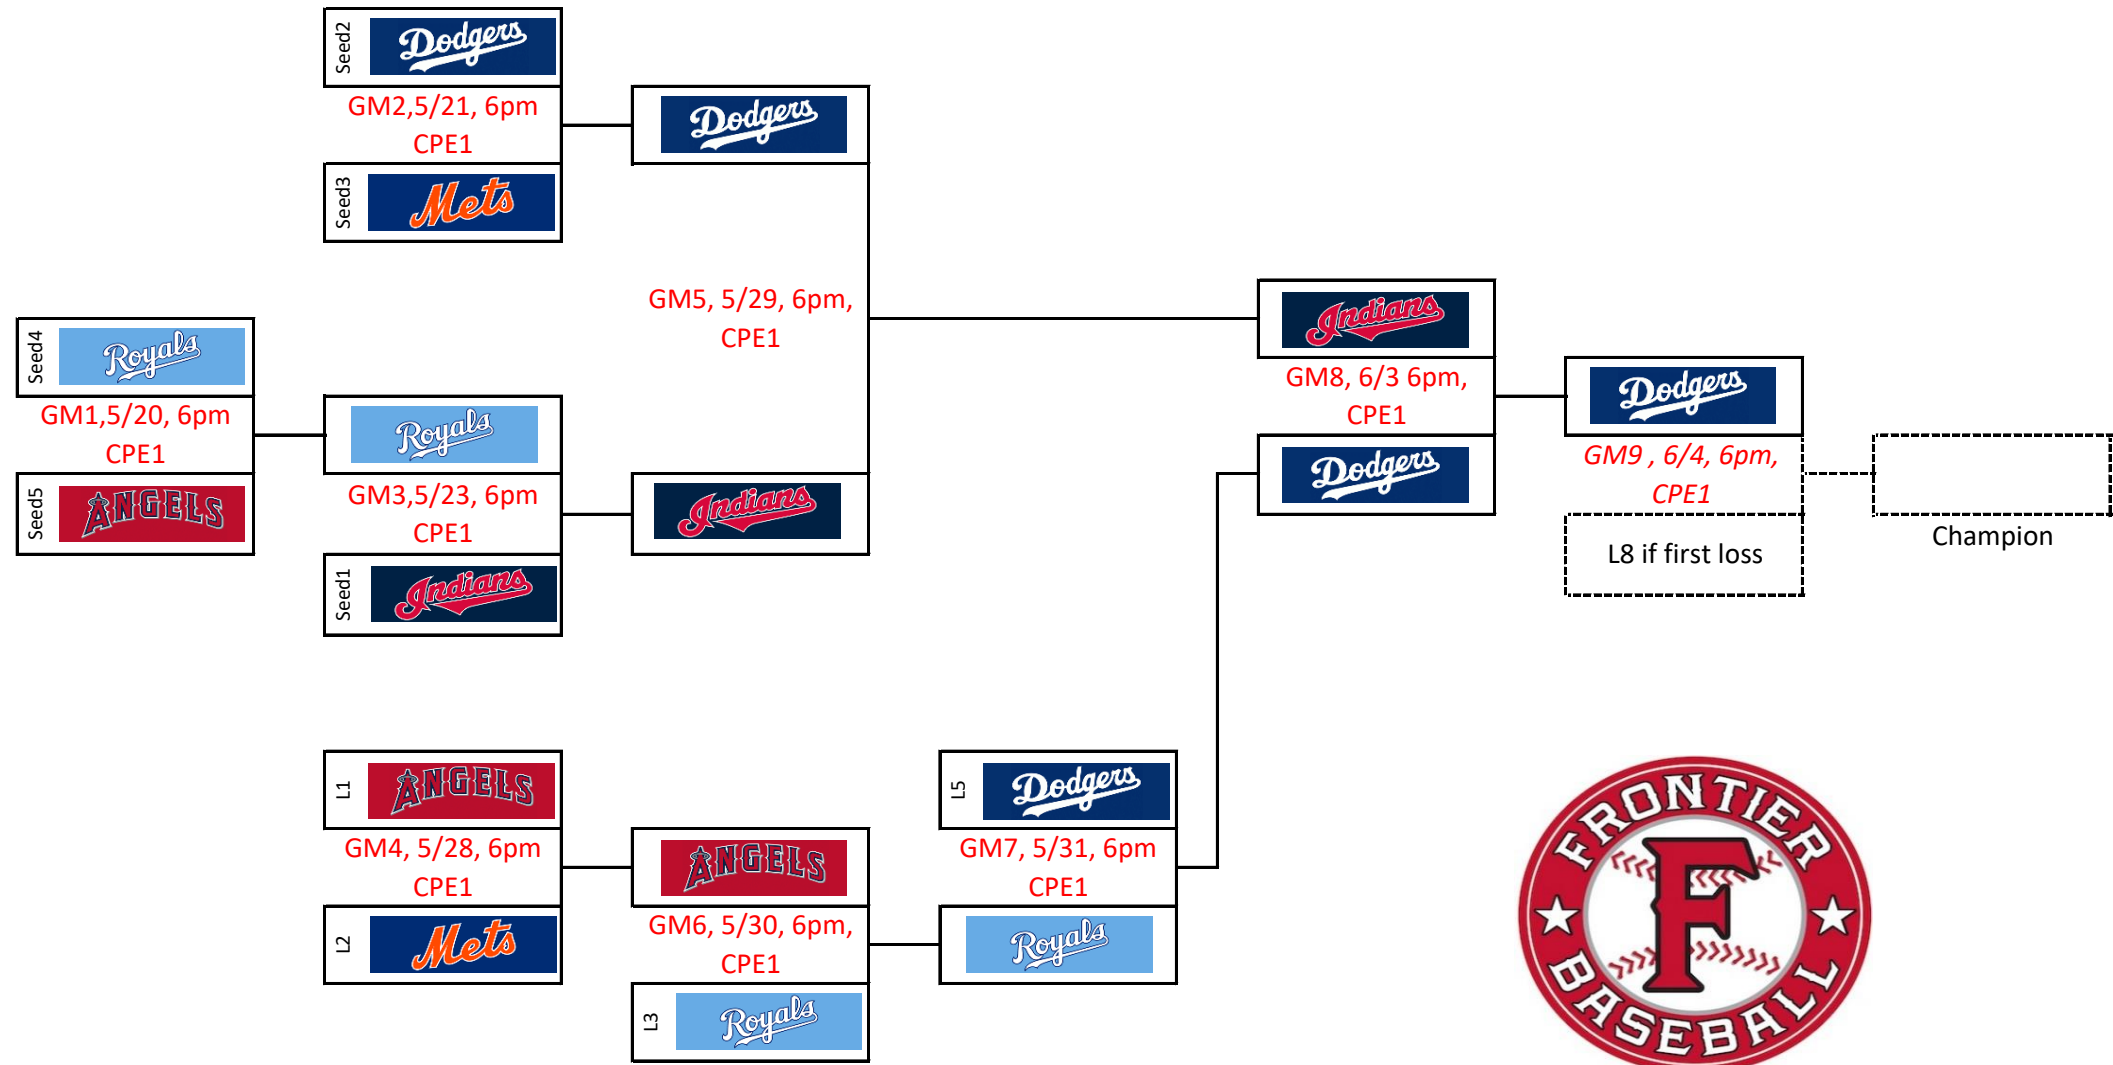 Seed2
Dodgers
GM2,5/21, 6pm
CPE1
Seed3
Mets
Dodgers
GM5, 5/29, 6pm,
CPE1
Seed4
Royals
GM1,5/20, 6pm
CPE1
Seed5
ANGELS
Royals
GM3,5/23, 6pm
CPE1
Seed1
Indians
Indians
Indians
GM8, 6/3 6pm,
CPE1
Dodgers
Dodgers
GM9 , 6/4, 6pm,
CPE1
L8 if first loss
Champion
L1
ANGELS
GM4, 5/28, 6pm
CPE1
L2
Mets
ANGELS
GM6, 5/30, 6pm,
CPE1
L3
Royals
L5
Dodgers
GM7, 5/31, 6pm
CPE1
Royals
FRONTIER
F
BASEBALL